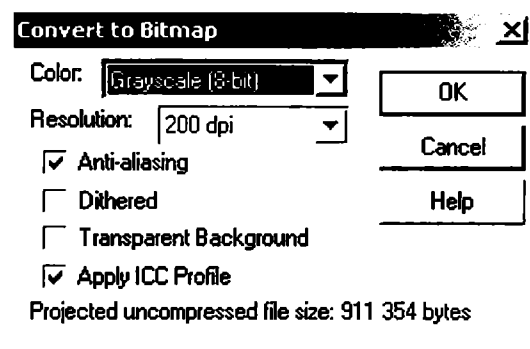 Convert to Bitmap
Color: Grayscale (8-bit)
OK
Resolution: 200 dpi
Cancel
Anti-aliasing
Dithered
Help
Transparent Background
Apply ICC Profile
Projected uncompressed file size: 911 354 bytes